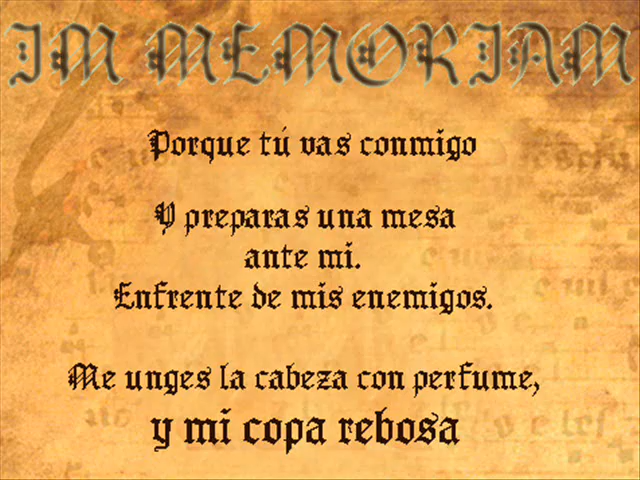 IM MEMORIAM
Porque tú vas conmigo
Y preparas una mesa
ante mi.
Enfrente de mis enemigos.
Me unges la cabeza con perfume,
y mi copa rebosa